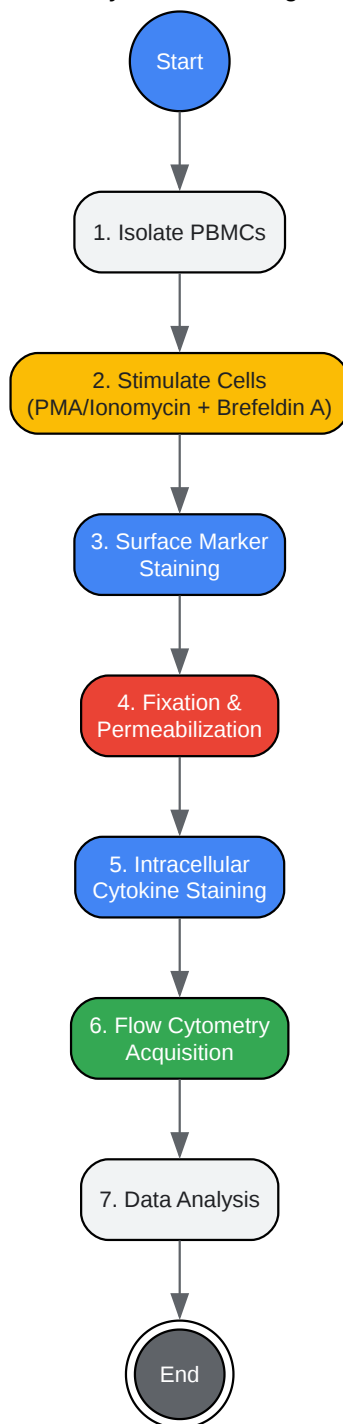 Start
1. Isolate PBMCs
2. Stimulate Cells
(PMA/Ionomycin + Brefeldin A)
3. Surface Marker
Staining
4. Fixation &
Permeabilization
5. Intracellular
Cytokine Staining
6. Flow Cytometry
Acquisition
7. Data Analysis
End